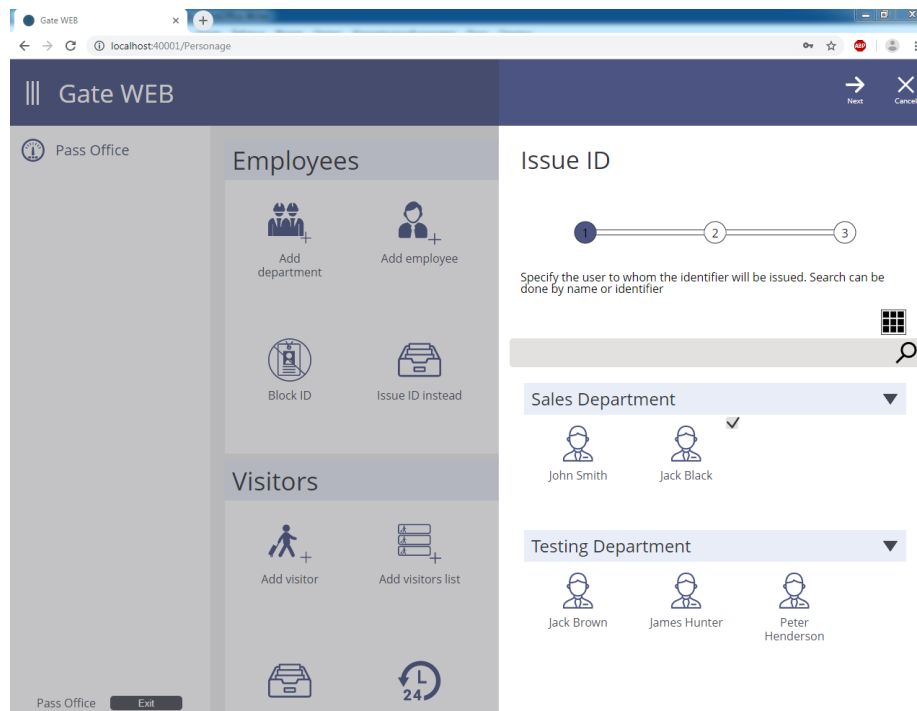 Gate WEB
localhost:40001/Personage
ABP
Gate WEB
Next
Cancel
Pass Office
Employees
Add
department
Add employee
Block ID
Issue ID instead
Visitors
Add visitor
Add visitors list
24
Pass Office
Exit
Issue ID
1
2
3
Specify the user to whom the identifier will be issued. Search can be
done by name or identifier
Sales Department
John Smith
Jack Black
Testing Department
Jack Brown
James Hunter
Peter
Henderson